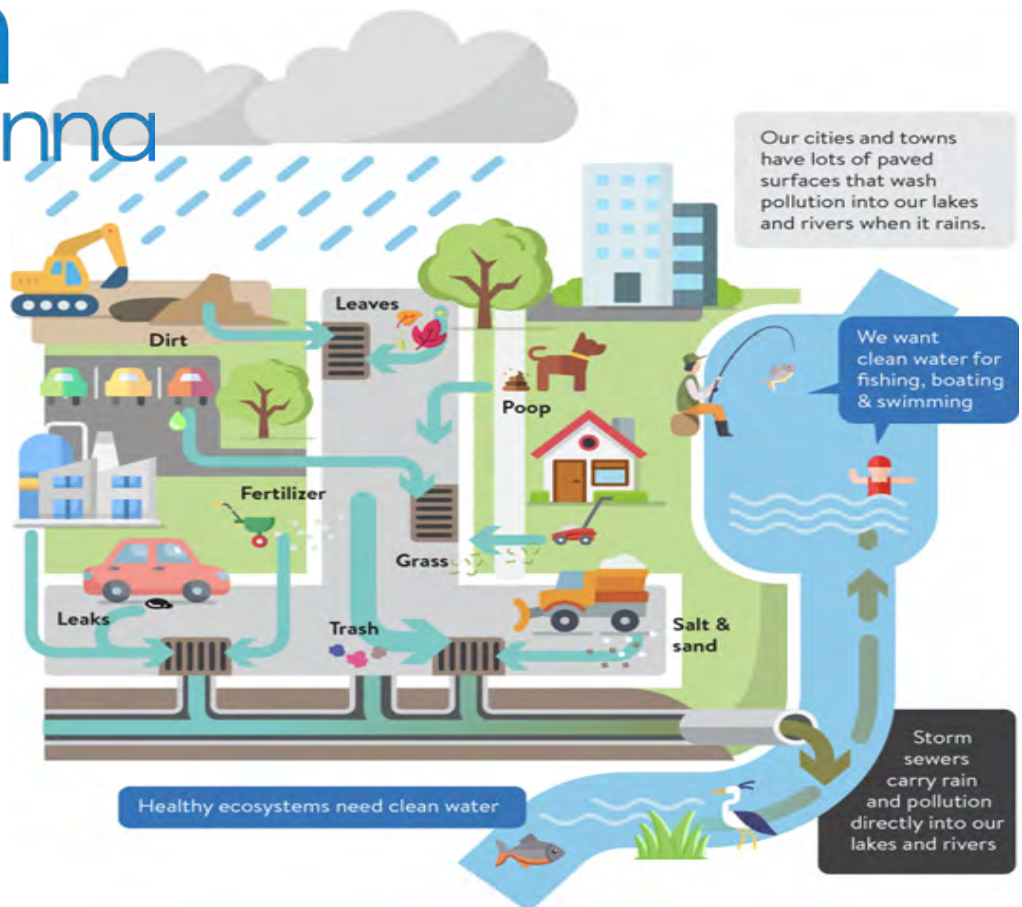 nna
Our cities and towns
have lots of paved
surfaces that wash
pollution into our lakes
and rivers when it rains.
Leaves
Dirt
We want
clean water for
fishing, boating
& swimming
Poop
Fertilizer
Grass
Leaks
Trash
Salt &
sand
Storm
sewers
carry rain
and pollution
directly into our
lakes and rivers
Healthy ecosystems need clean water